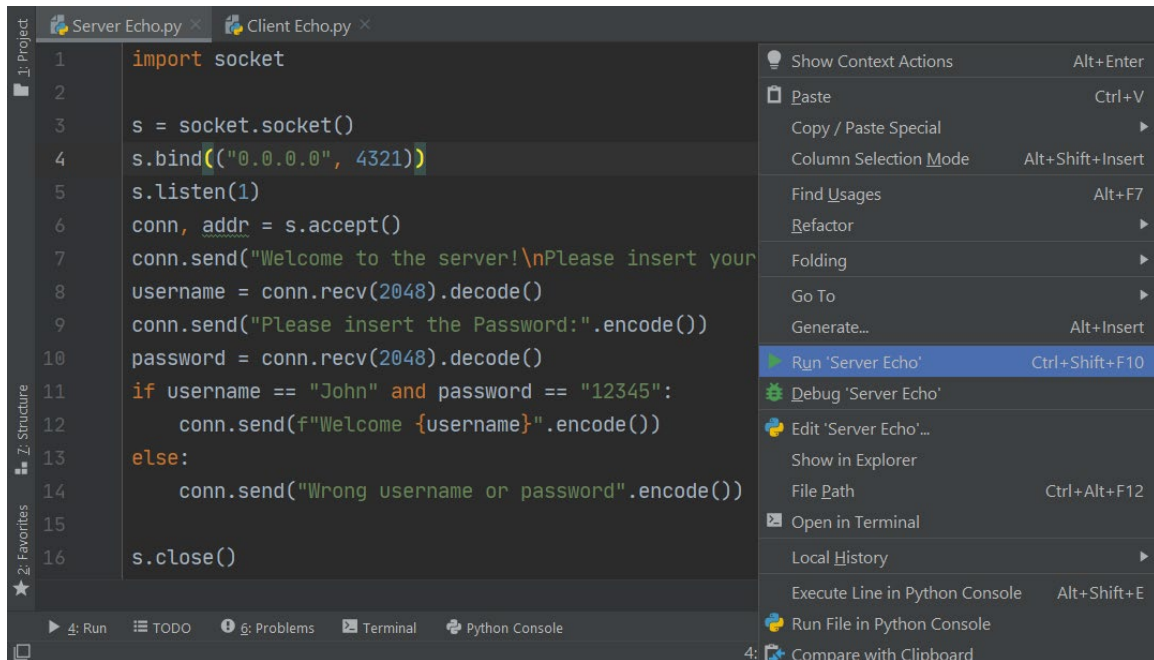 Server Echo.py
Client Echo.py
1: Project
1 import socket
2
3 s = socket.socket()
4 s.bind(("0.0.0.0", 4321))
5 s.listen(1)
6 conn, addr = s.accept()
7 conn.send("Welcome to the server!\nPlease insert your
8 username = conn.recv(2048).decode()
9 conn.send("Please insert the Password:".encode())
10 password = conn.recv(2048).decode()
11 if username == "John" and password == "12345":
12 conn.send(f"Welcome {username}".encode())
13 else:
14 conn.send("Wrong username or password".encode())
15
16 s.close()
Z: Structure
2: Favorites
Show Context Actions Alt+Enter
Paste Ctrl+V
Copy / Paste Special
Column Selection Mode Alt+Shift+Insert
Find Usages Alt+F7
Refactor
Folding
Go To
Generate... Alt+Insert
Run 'Server Echo' Ctrl+Shift+F10
Debug 'Server Echo'
Edit 'Server Echo'...
Show in Explorer
File Path Ctrl+Alt+F12
Open in Terminal
Local History
Execute Line in Python Console Alt+Shift+E
Run File in Python Console
Compare with Clipboard
4: Run TODO 6: Problems Terminal Python Console
4: